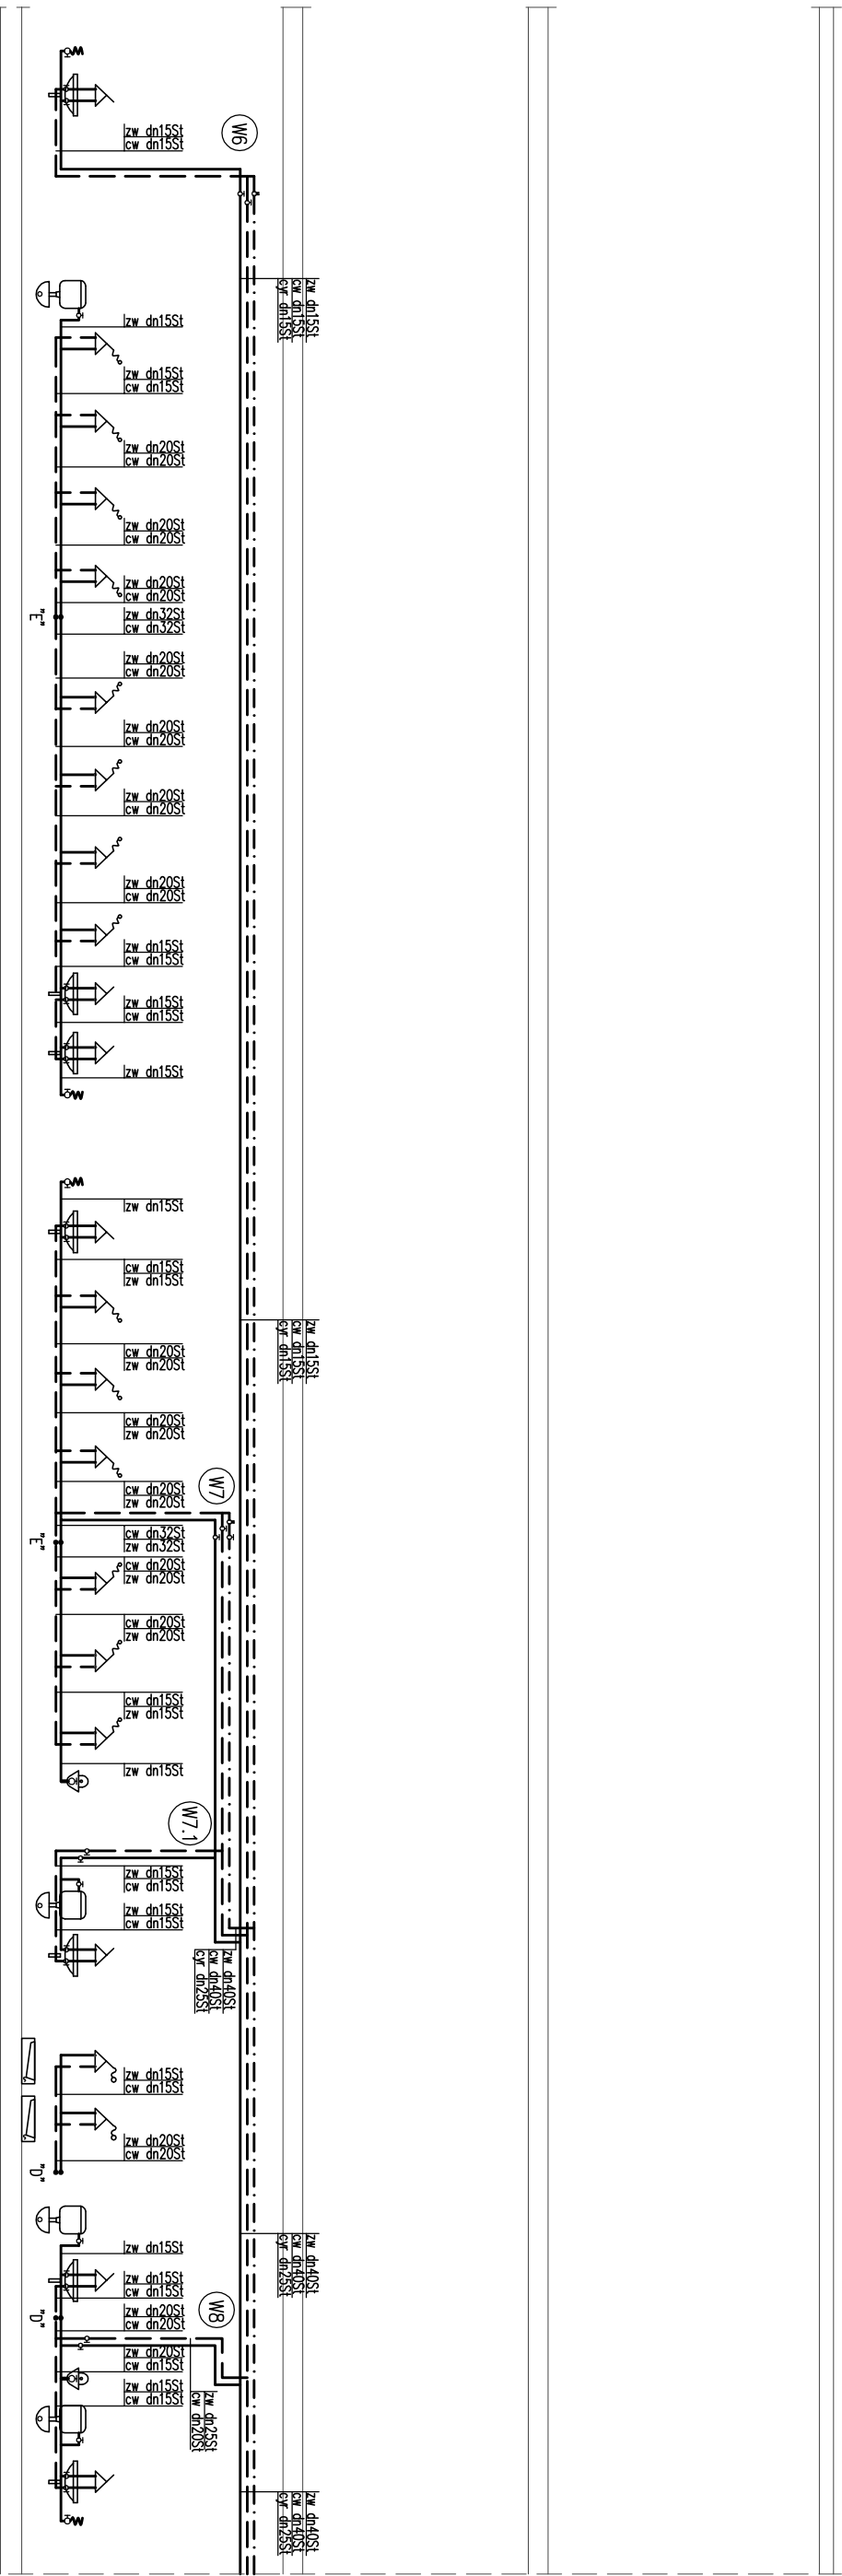 zw dn15St
cw dn15St
W6
zw dn15St
cw dn15St
cyr dn15St
zw dn15St
zw dn15St
cw dn15St
zw dn20St
cw dn20St
zw dn20St
cw dn20St
zw dn20St
cw dn20St
zw dn32St
cw dn32St
"E"
zw dn20St
cw dn20St
zw dn20St
cw dn20St
zw dn20St
cw dn20St
zw dn20St
cw dn20St
zw dn15St
cw dn15St
zw dn15St
cw dn15St
zw dn15St
zw dn15St
cw dn15St
zw dn15St
zw dn15St
cw dn15St
cyr dn15St
cw dn20St
zw dn20St
cw dn20St
zw dn20St
W7
cw dn20St
zw dn20St
cw dn32St
zw dn32St
"E"
cw dn20St
zw dn20St
cw dn20St
zw dn20St
cw dn15St
zw dn15St
zw dn15St
W7.1
zw dn15St
cw dn15St
zw dn15St
cw dn15St
zw dn40St
cw dn40St
cyr dn25St
zw dn15St
cw dn15St
zw dn20St
cw dn20St
"D"
zw dn15St
zw dn40St
cw dn40St
cyr dn25St
zw dn15St
cw dn15St
W8
zw dn20St
cw dn20St
"D"
zw dn20St
cw dn15St
zw dn15St
cw dn15St
zw dn25St
cw dn20St
zw dn40St
cw dn40St
cyr dn25St